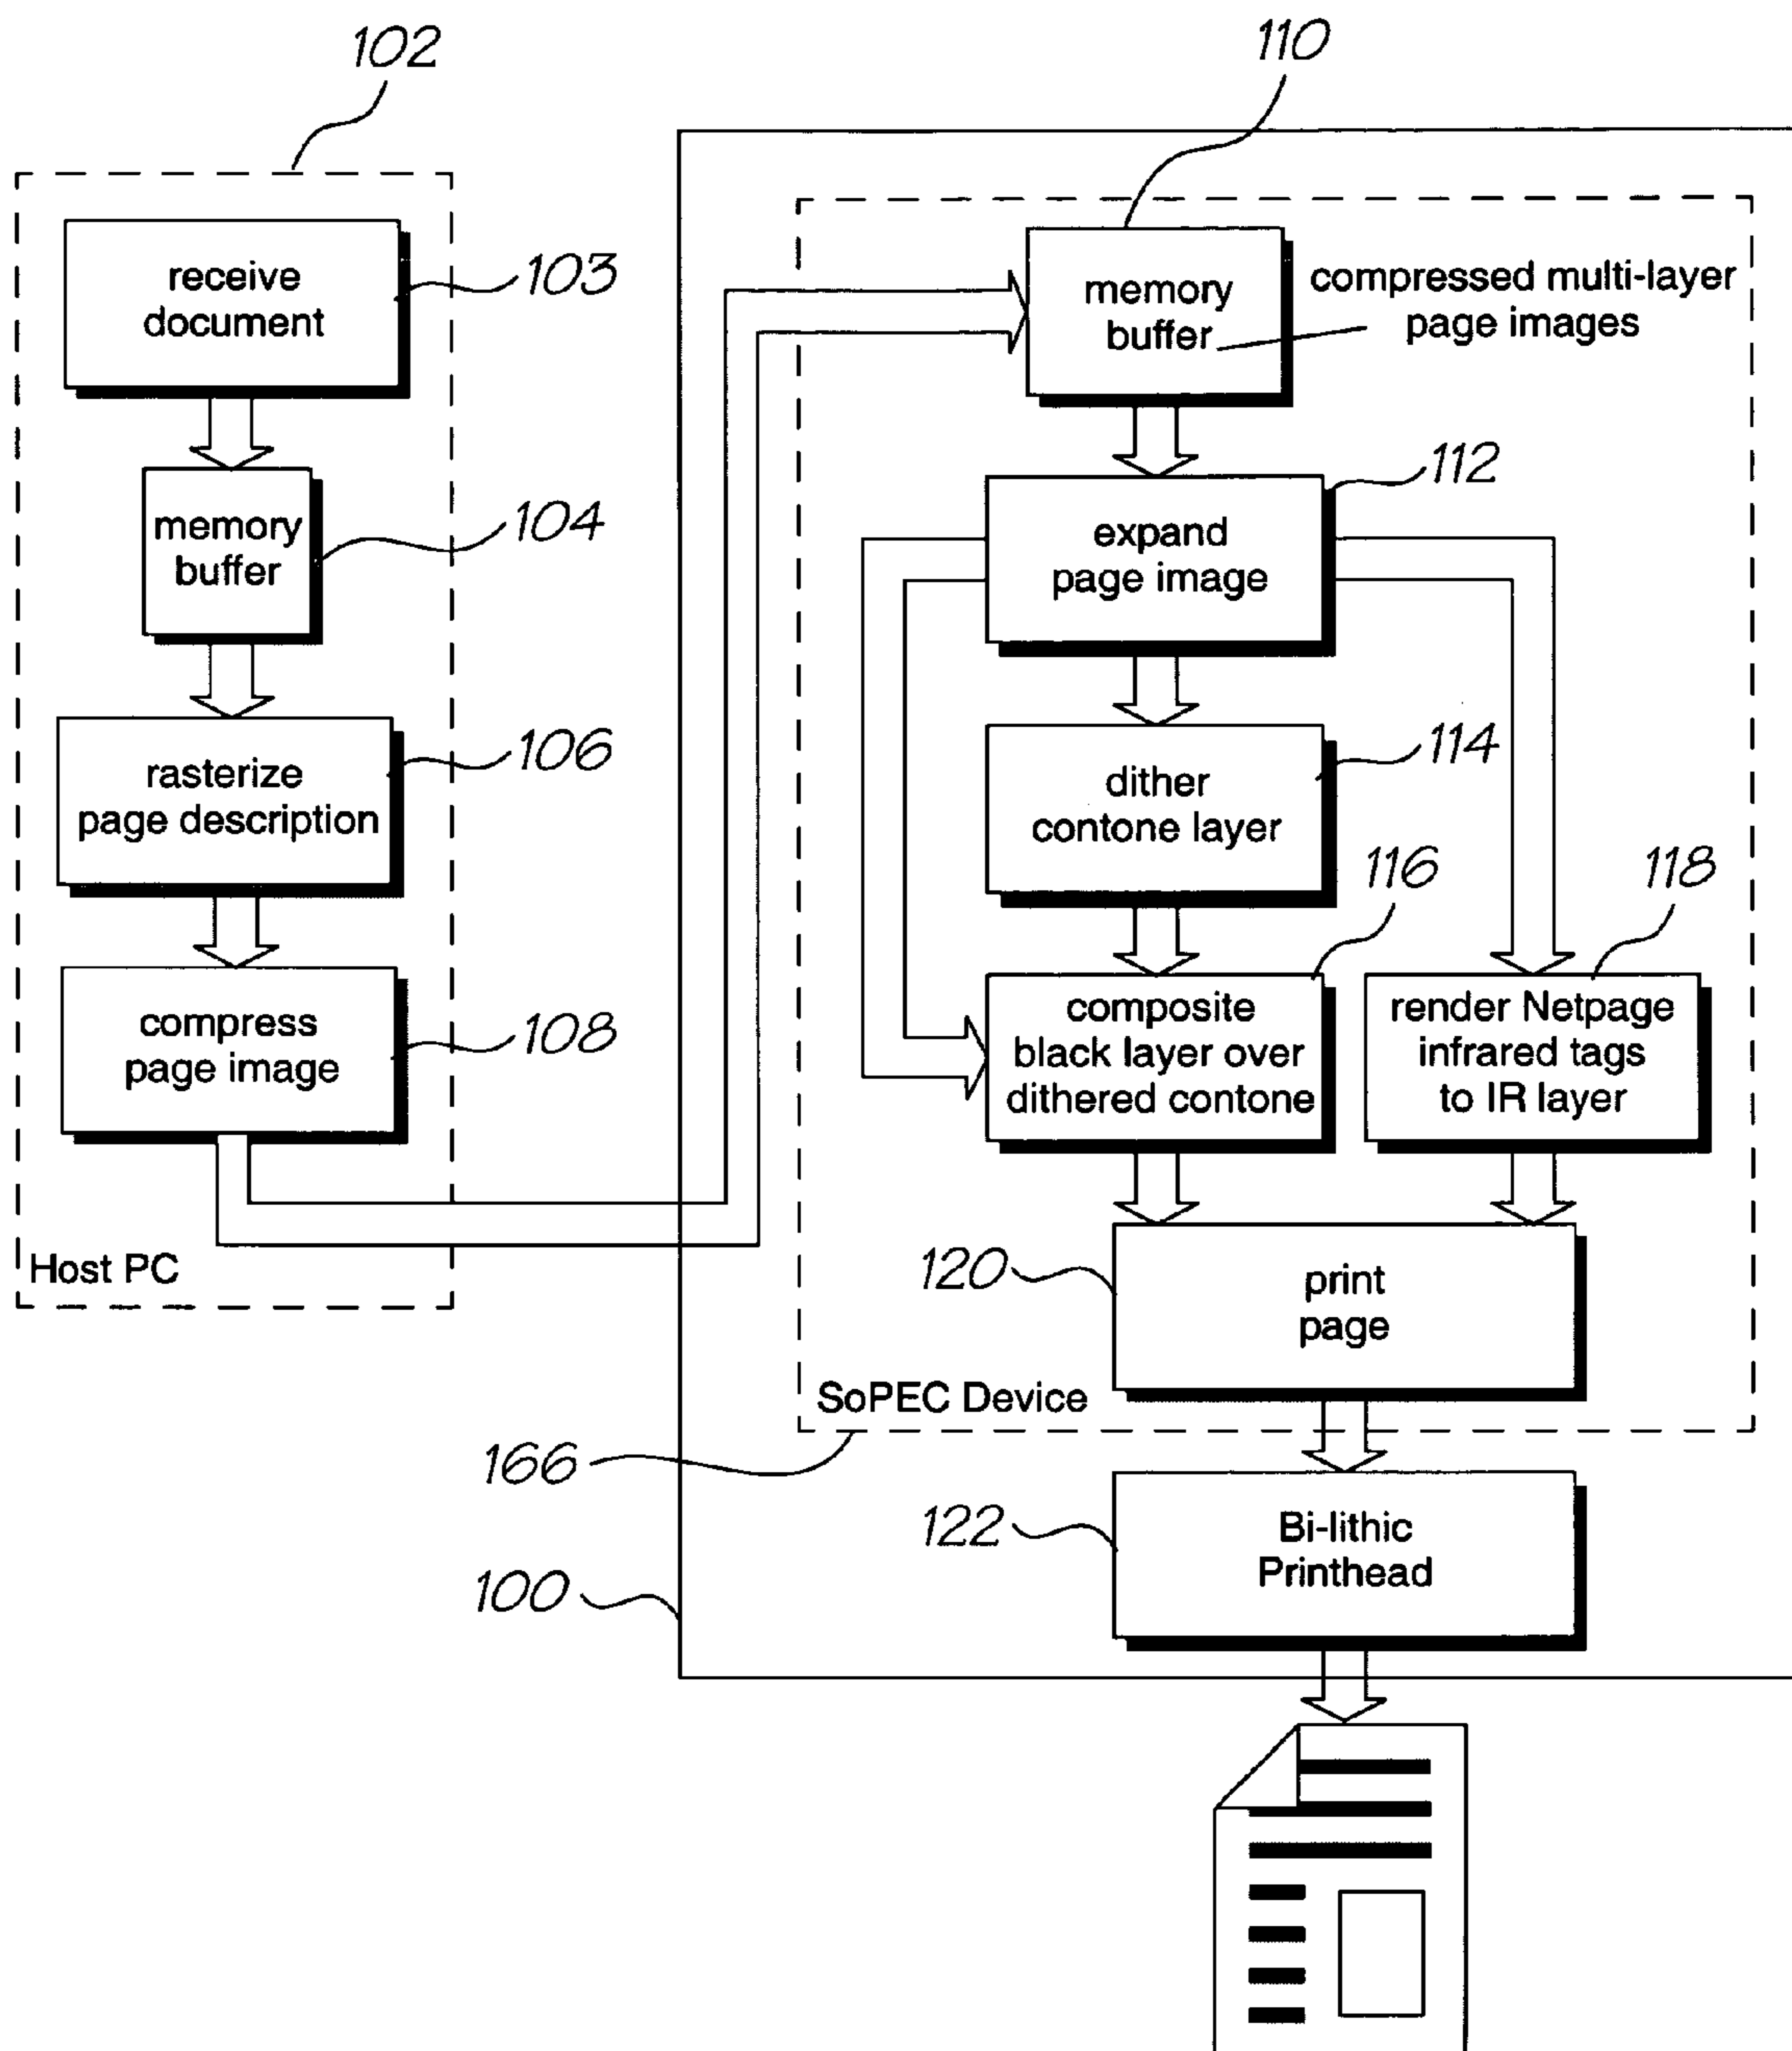 102
receive
document
103
memory
buffer
104
rasterize
page description
106
compress
page image
108
Host PC
110
memory
buffer
compressed multi-layer
page images
expand
page image
112
dither
contone layer
114
composite
black layer over
dithered contone
116
render Netpage
infrared tags
to IR layer
118
print
page
120
SoPEC Device
166
Bi-lithic
Printhead
122
100